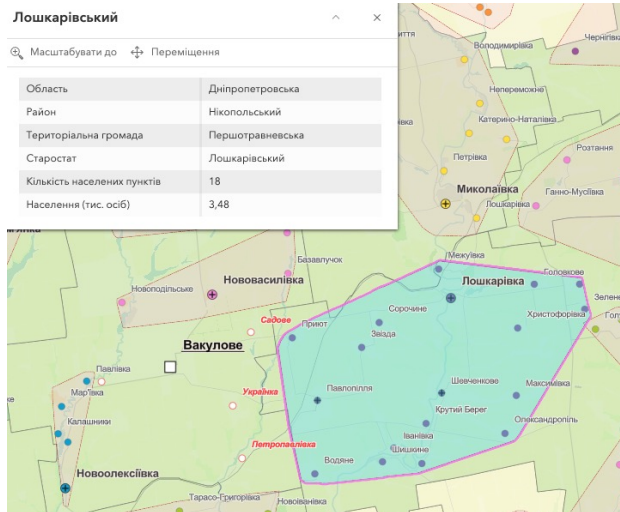 Лошкарівський
Масштабувати до Переміщення
Область Дніпропетровська
Район Нікопольський
Територіальна громада Першотравневська
Старостат Лошкарівський
Кількість населених пунктів 18
Населення (тис. осіб) 3,48
Володимирівка
Непереможне
Катерино-Наталівка
Петрівка
Розтання
Миколаївка
Лошкарівка
Ганно-Мусіївка
Базавлучок
Межуївка
Нововасилівка
Новоподільське
Лошкарівка
Головкове
Садове
Приют
Сорочине
Христофорівка
Звізда
Вакулове
Павлівка
Мар'ївка
Українка
Павлопілля
Шевченкове
Максимівка
Калашники
Крутий Берег
Олександропіль
Петропавлівка
Іванівка
Шишкине
Водяне
Новоолексіївка
Тарасо-Григорівка
Новоіванівка